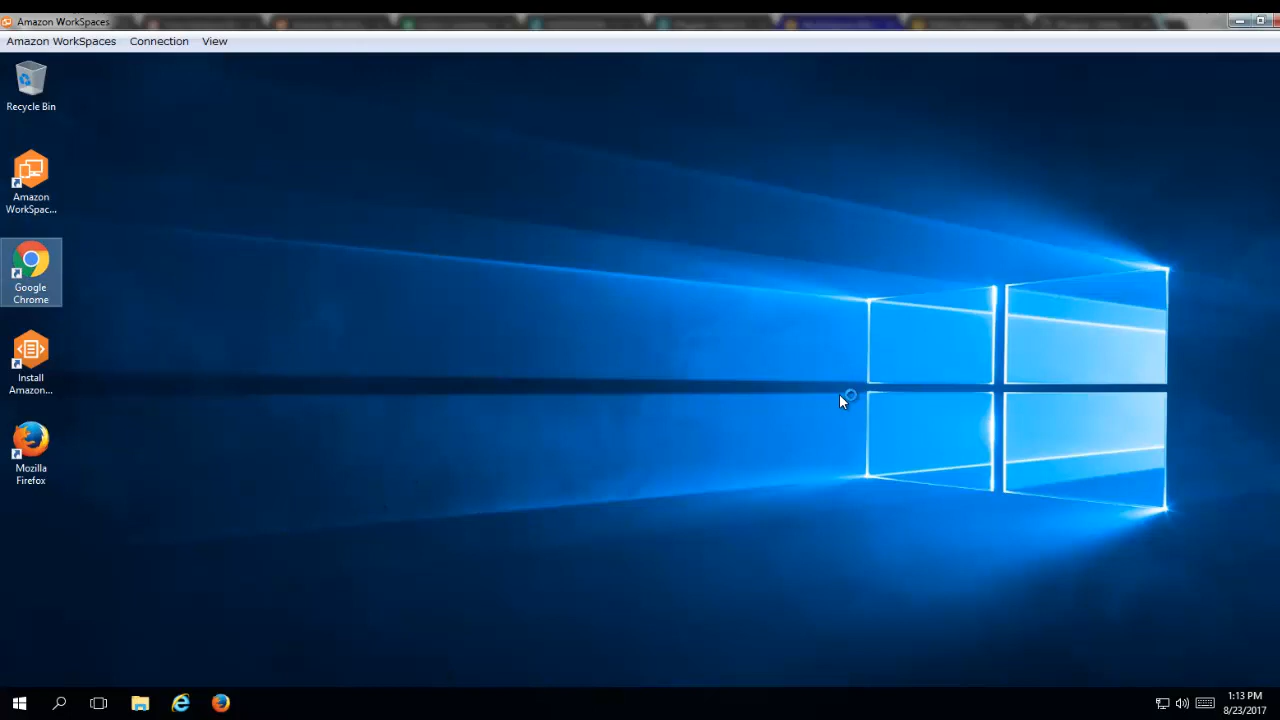 Amazon WorkSpaces
Amazon WorkSpaces Connection View
Recycle Bin
Amazon
WorkSpac...
Google
Chrome
Install
Amazon...
Mozilla
Firefox
1:13 PM
8/23/2017